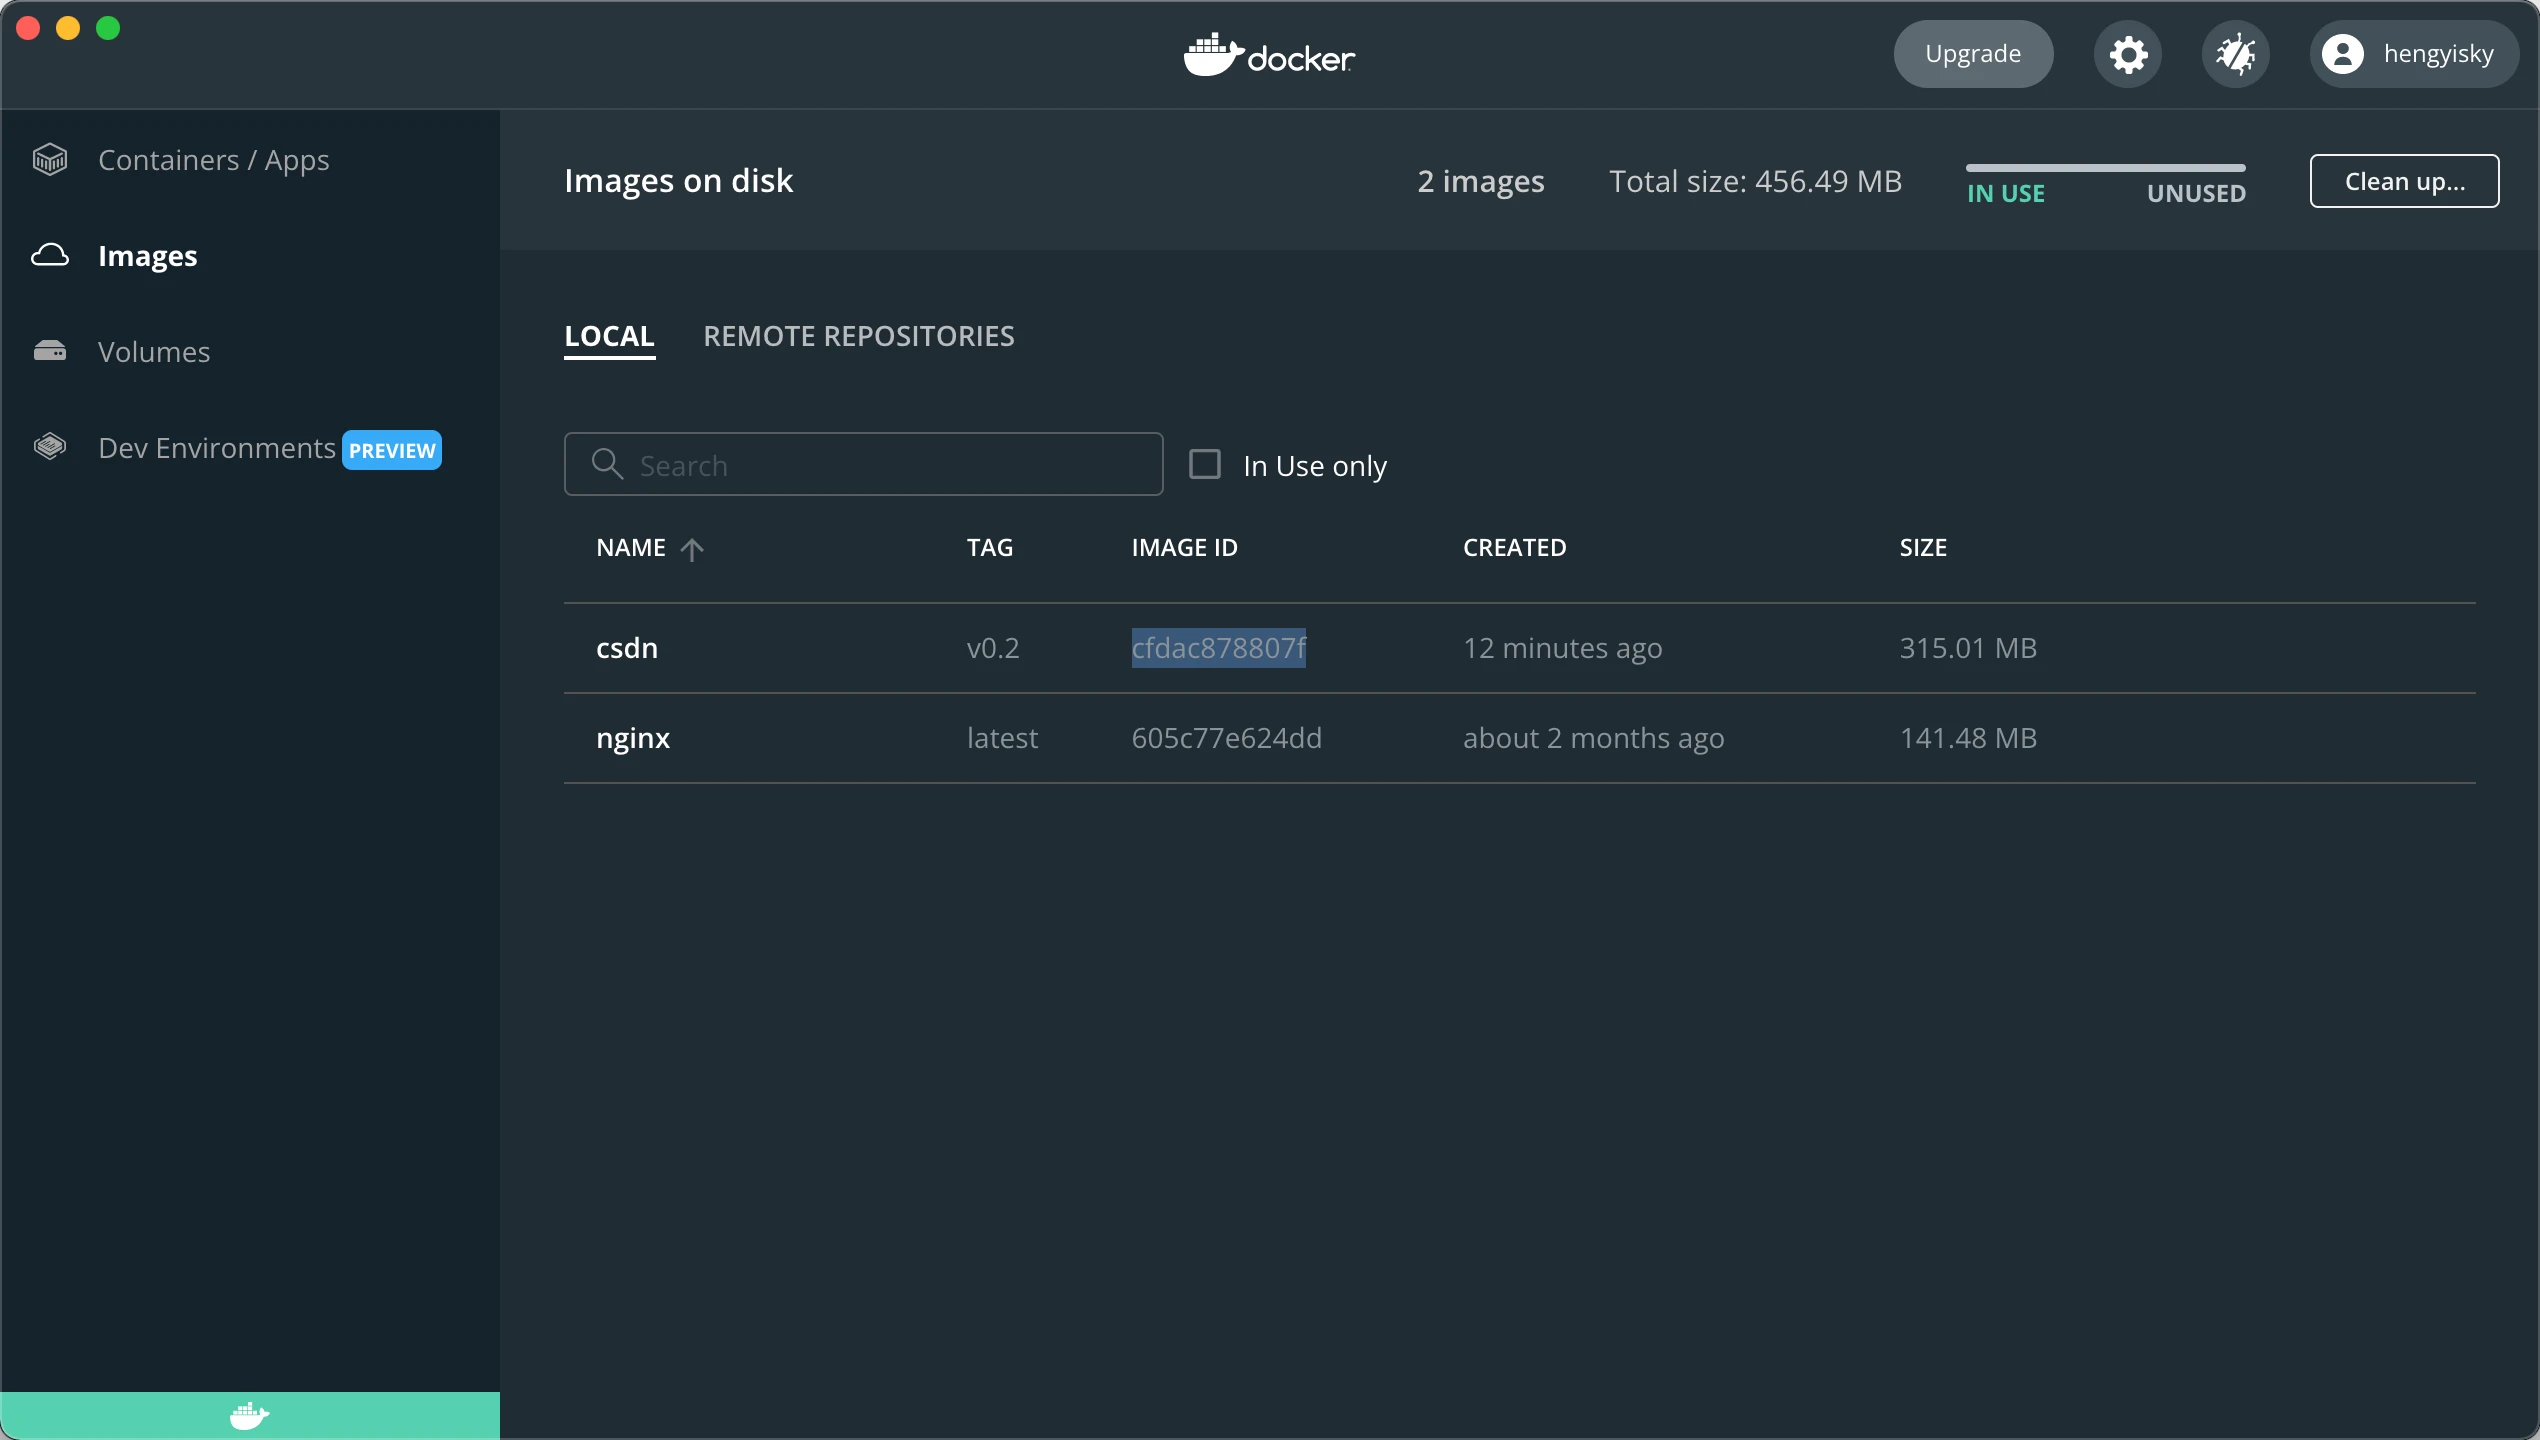 docker
Upgrade
hengyisky
Containers / Apps
Images
Volumes
Dev Environments PREVIEW
Images on disk
2 images
Total size: 456.49 MB
IN USE UNUSED
Clean up...
LOCAL REMOTE REPOSITORIES
Search
In Use only
NAME TAG IMAGE ID CREATED SIZE
csdn v0.2 cfdac878807f 12 minutes ago 315.01 MB
nginx latest 605c77e624dd about 2 months ago 141.48 MB